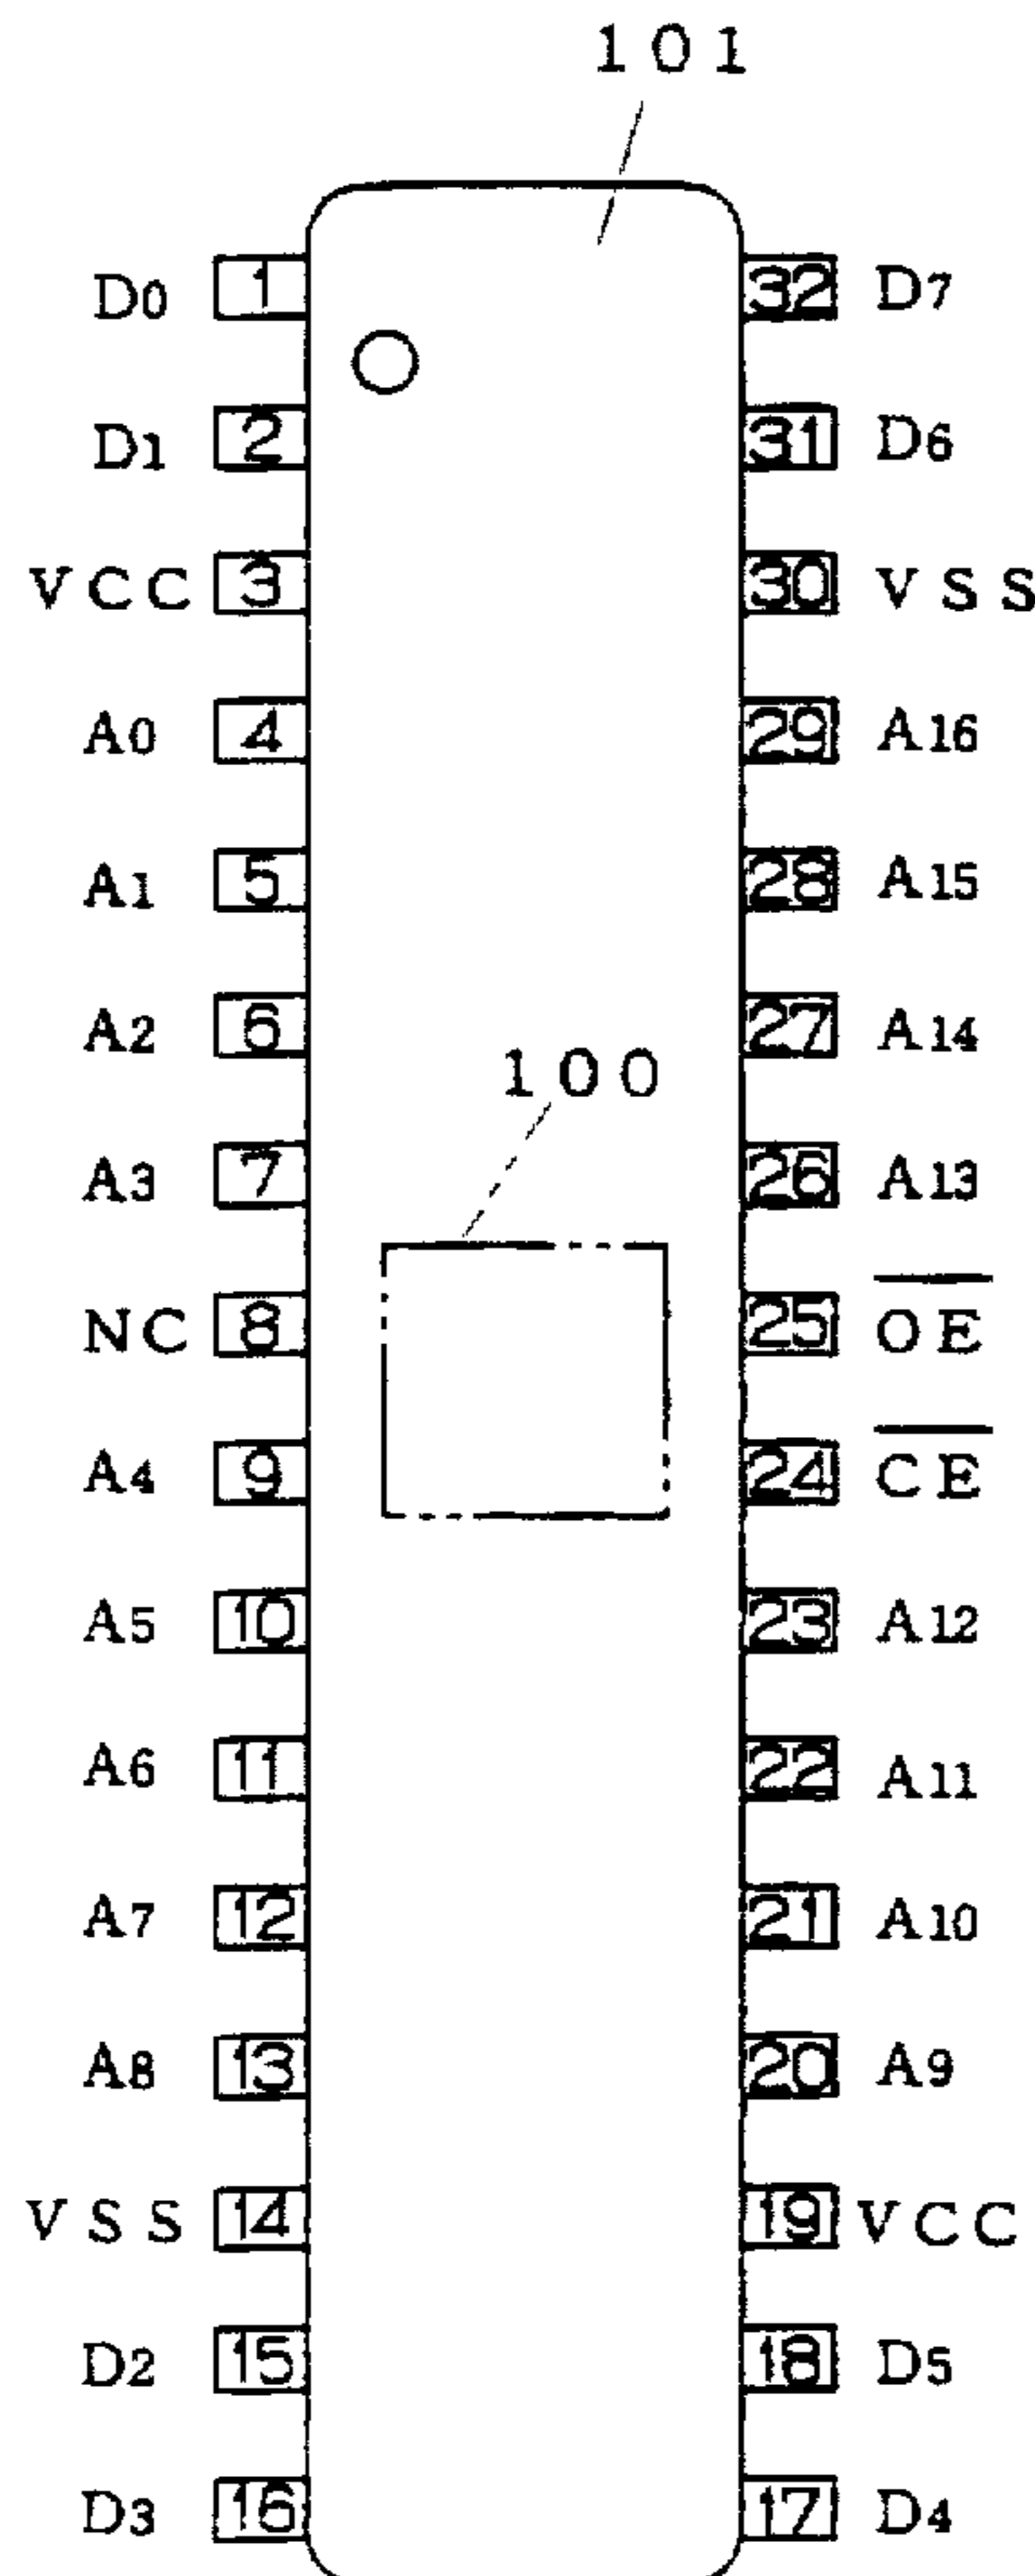 101
D0 1 32 D7
D1 2 31 D6
VCC 3 30 VSS
A0 4 29 A16
A1 5 28 A15
A2 6 27 A14
100
A3 7 26 A13
NC 8 25 O̅E̅
A4 9 24 C̅E̅
A5 10 23 A12
A6 11 22 A11
A7 12 21 A10
A8 13 20 A9
VSS 14 19 VCC
D2 15 18 D5
D3 16 17 D4